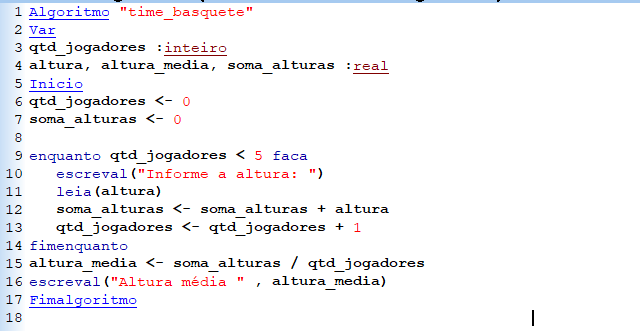 1 Algoritmo "time_basquete"
2 Var
3 qtd_jogadores :inteiro
4 altura, altura_media, soma_alturas :real
5 Inicio
6 qtd_jogadores <- 0
7 soma_alturas <- 0
8
9 enquanto qtd_jogadores < 5 faca
10    escreval("Informe a altura: ")
11    leia(altura)
12    soma_alturas <- soma_alturas + altura
13    qtd_jogadores <- qtd_jogadores + 1
14 fimenquanto
15 altura_media <- soma_alturas / qtd_jogadores
16 escreval("Altura média " , altura_media)
17 Fimalgoritmo
18